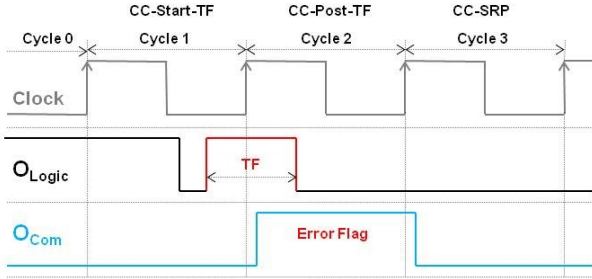 CC-Start-TF CC-Post-TF CC-SRP
Cycle 0 Cycle 1 Cycle 2 Cycle 3
Clock
TF
OLogic
Error Flag
OCom